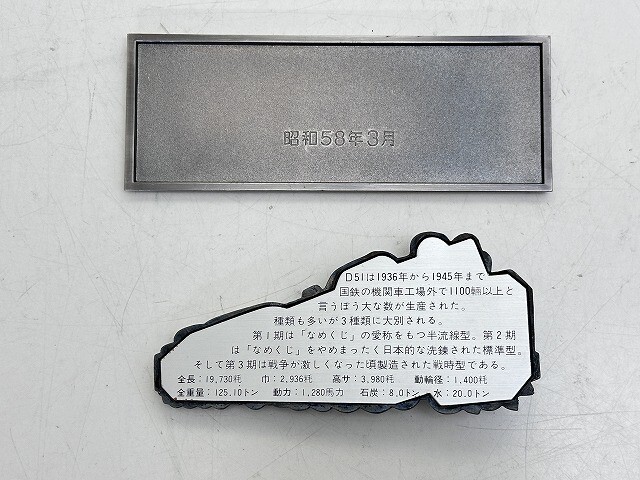 昭和58年3月
D51は1936年から1945年まで
国鉄の機関車工場外で1100輛以上と
言うぼう大な数が生産された。
種類も多いが3種類に大別される。
第1期は「なめくじ」の愛称をもつ半流線型。第2期
は「なめくじ」をやめまったく日本的な洗練された標準型。
そして第3期は戦争が激しくなった頃製造された戦時型である。
全長:19,730粍 巾:2,936粍 高サ:3,980粍 動輪径:1,400粍
全重量:125.10トン 動力:1,280馬力 石炭:8.0トン 水:20.0トン